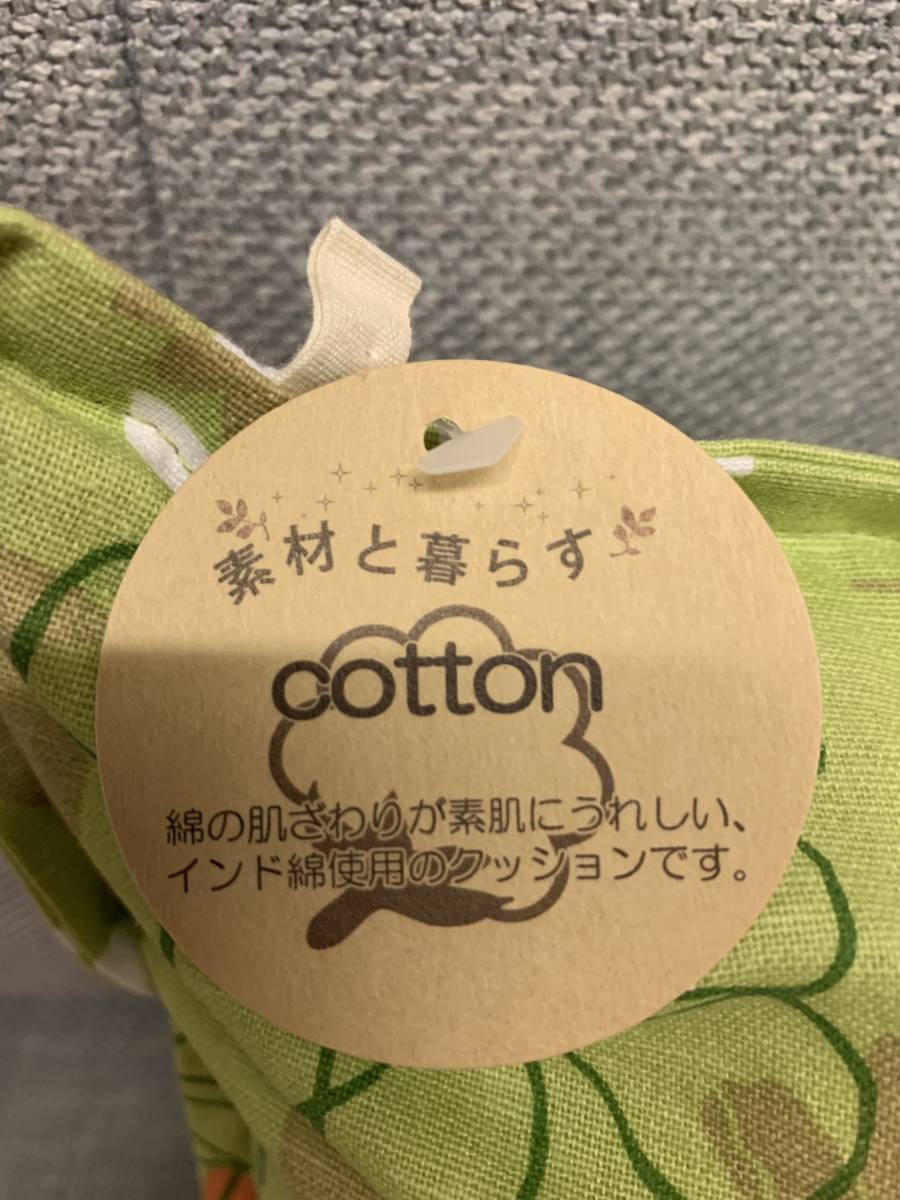 素材と暮らす
cotton
綿の肌ざわりが素肌にうれしい、
インド綿使用のクッションです。